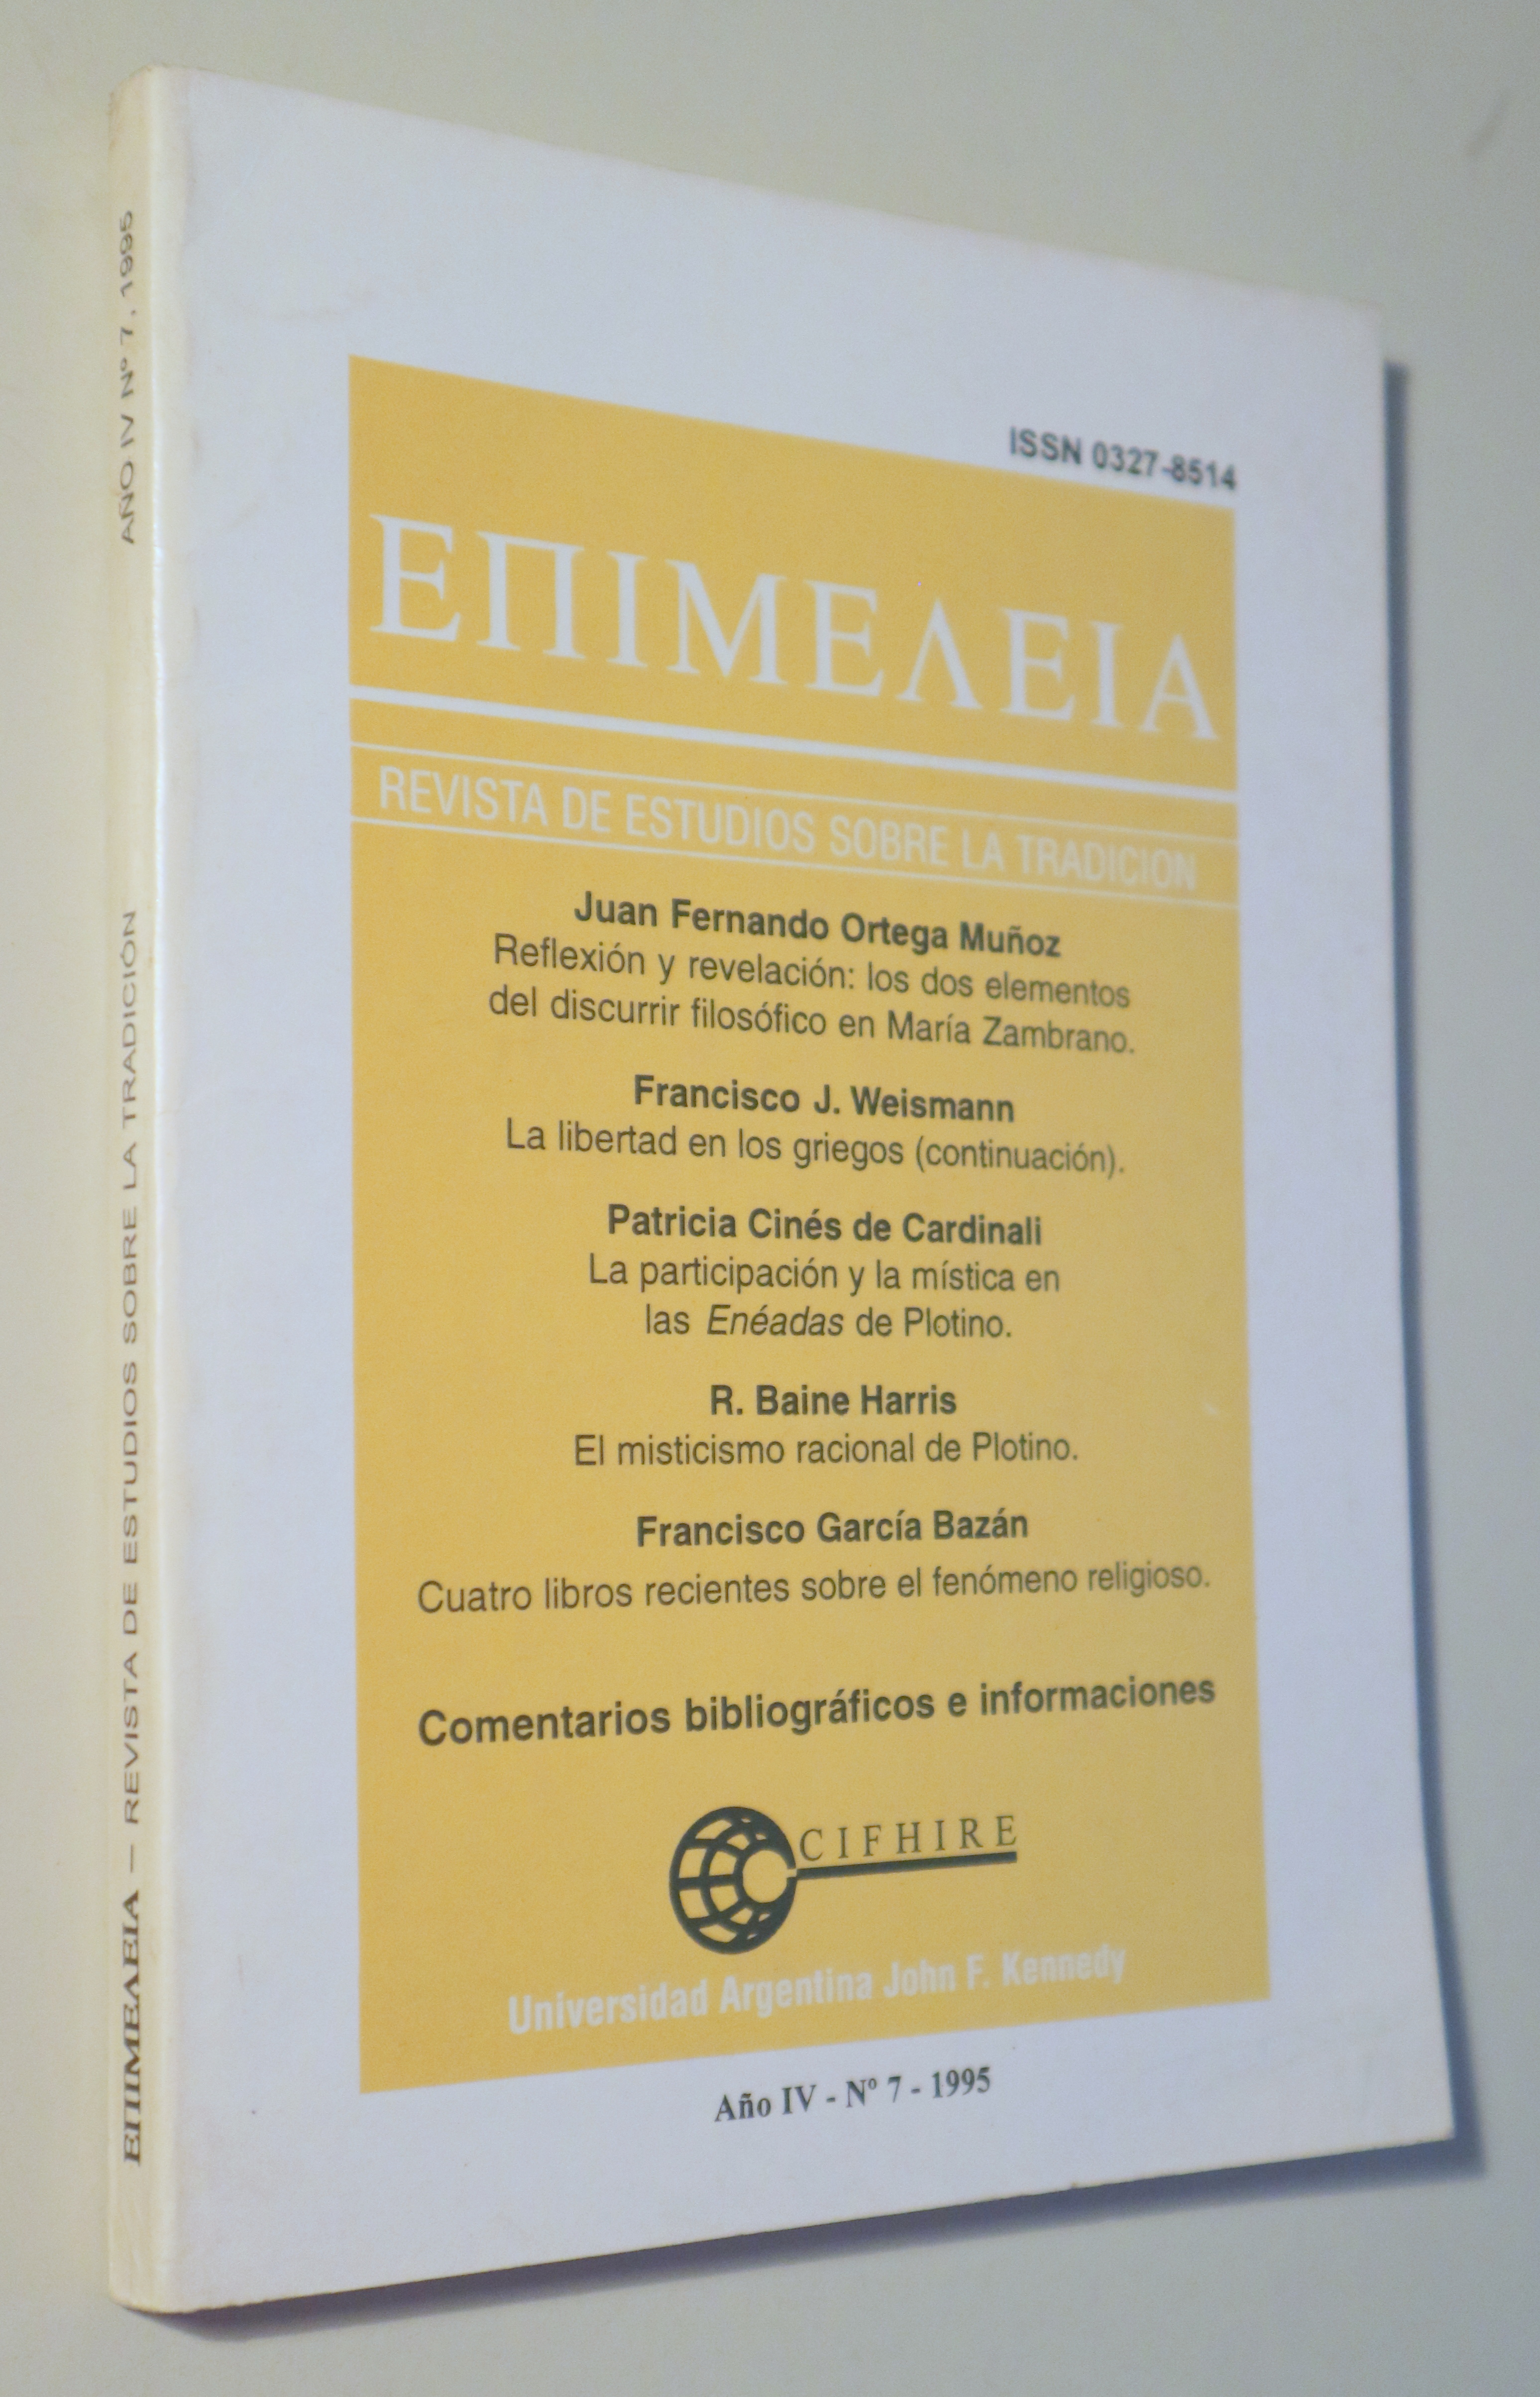 ISSN 0327-8514
ΕΠΙΜΕΛΕΙΑ
REVISTA DE ESTUDIOS SOBRE LA TRADICION
Juan Fernando Ortega Muñoz
Reflexión y revelación: los dos elementos
del discurrir filosófico en María Zambrano.
Francisco J. Weismann
La libertad en los griegos (continuación).
Patricia Cinés de Cardinali
La participación y la mística en
las Enéadas de Plotino.
R. Baine Harris
El misticismo racional de Plotino.
Francisco García Bazán
Cuatro libros recientes sobre el fenómeno religioso.
Comentarios bibliográficos e informaciones
CIFHIRE
Universidad Argentina John F. Kennedy
Año IV - Nº 7 - 1995
ΕΠΙΜΕΛΕΙΑ — REVISTA DE ESTUDIOS SOBRE LA TRADICIÓN AÑO IV Nº 7, 1995